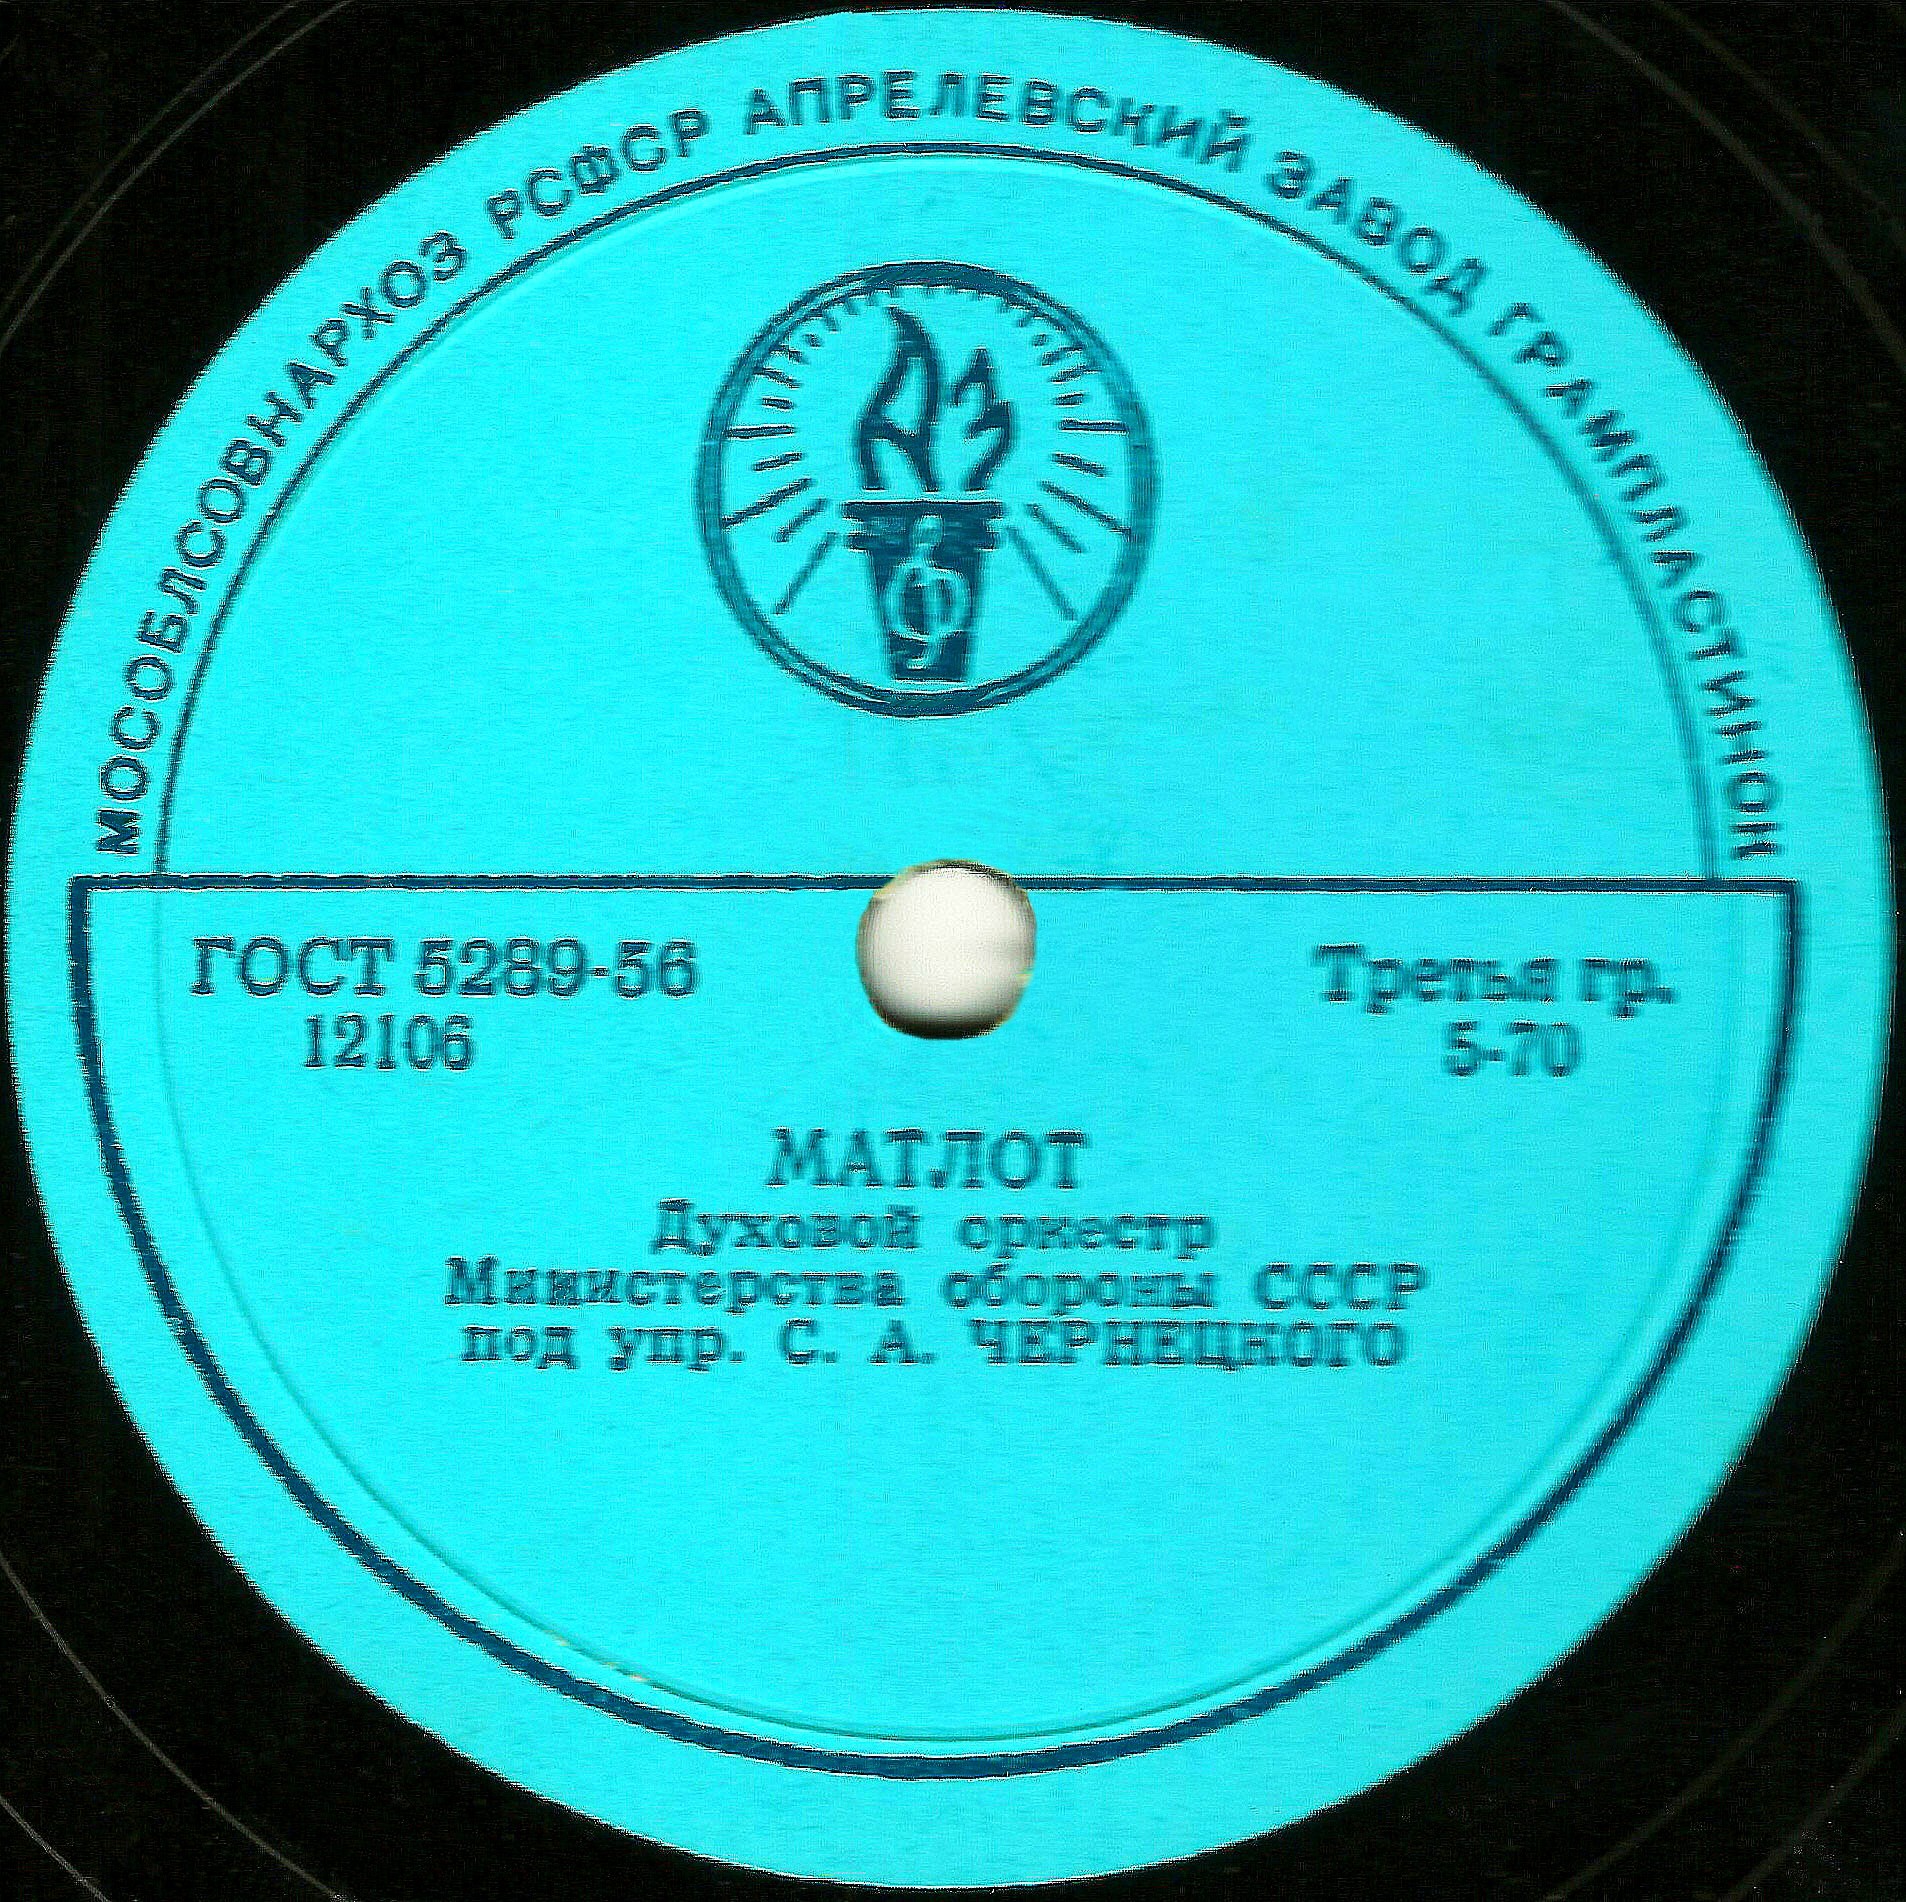 МОСОБЛСОВНАРХОЗ РСФСР АПРЕЛЕВСКИЙ ЗАВОД ГРАМПЛАСТИНОК
АЗ
ГОСТ 5289-56
Третья гр.
12106
5-70
МАТЛОТ
Духовой оркестр
Министерства обороны СССР
под упр. С. А. ЧЕРНЕЦКОГО